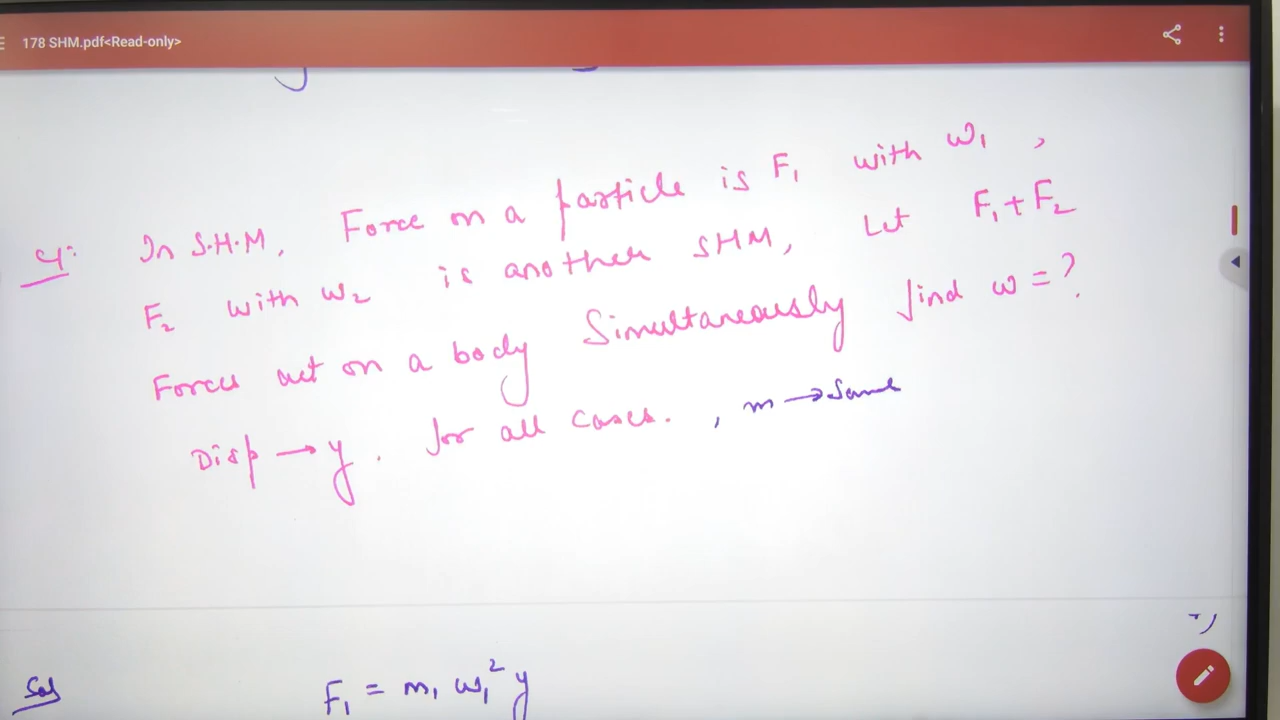 178 SHM.pdf<Read-only>
Q: In S.H.M, Force on a particle is F₁ with ω₁,
F₂ with ω₂ is another SHM, Let F₁+F₂
Forces act on a body Simultaneously find ω = ?
Disp → y. for all cases. , m → Same
Sol F₁ = m₁ ω₁² y